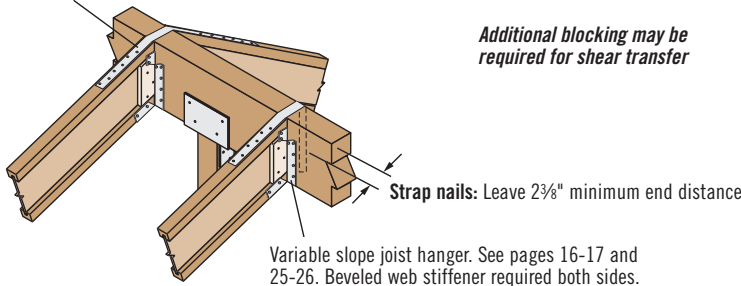 Additional blocking may be
required for shear transfer
Strap nails: Leave 2⅜" minimum end distance
Variable slope joist hanger. See pages 16-17 and
25-26. Beveled web stiffener required both sides.